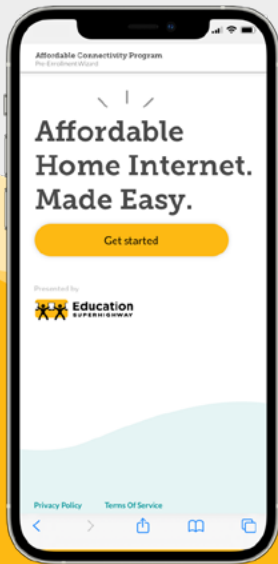 Affordable Connectivity Program
Pre-Enrollment Wizard
Affordable
Home Internet.
Made Easy.
Get started
Presented by
Education
SUPERHIGHWAY
Privacy Policy Terms Of Service